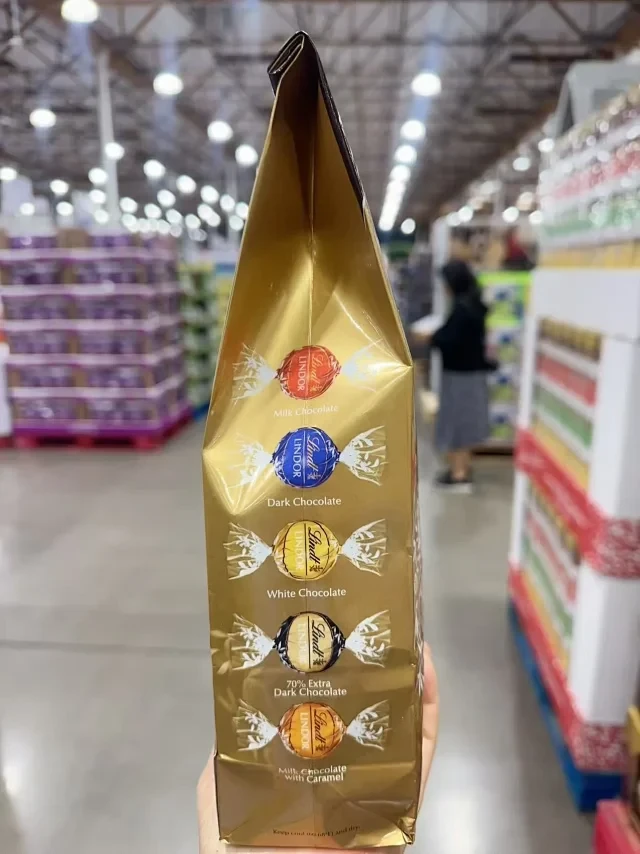 Lindt
LINDOR
Milk Chocolate
Lindt
LINDOR
Dark Chocolate
Lindt
LINDOR
White Chocolate
Lindt
LINDOR
70% Extra
Dark Chocolate
Lindt
LINDOR
Milk Chocolate
with Caramel